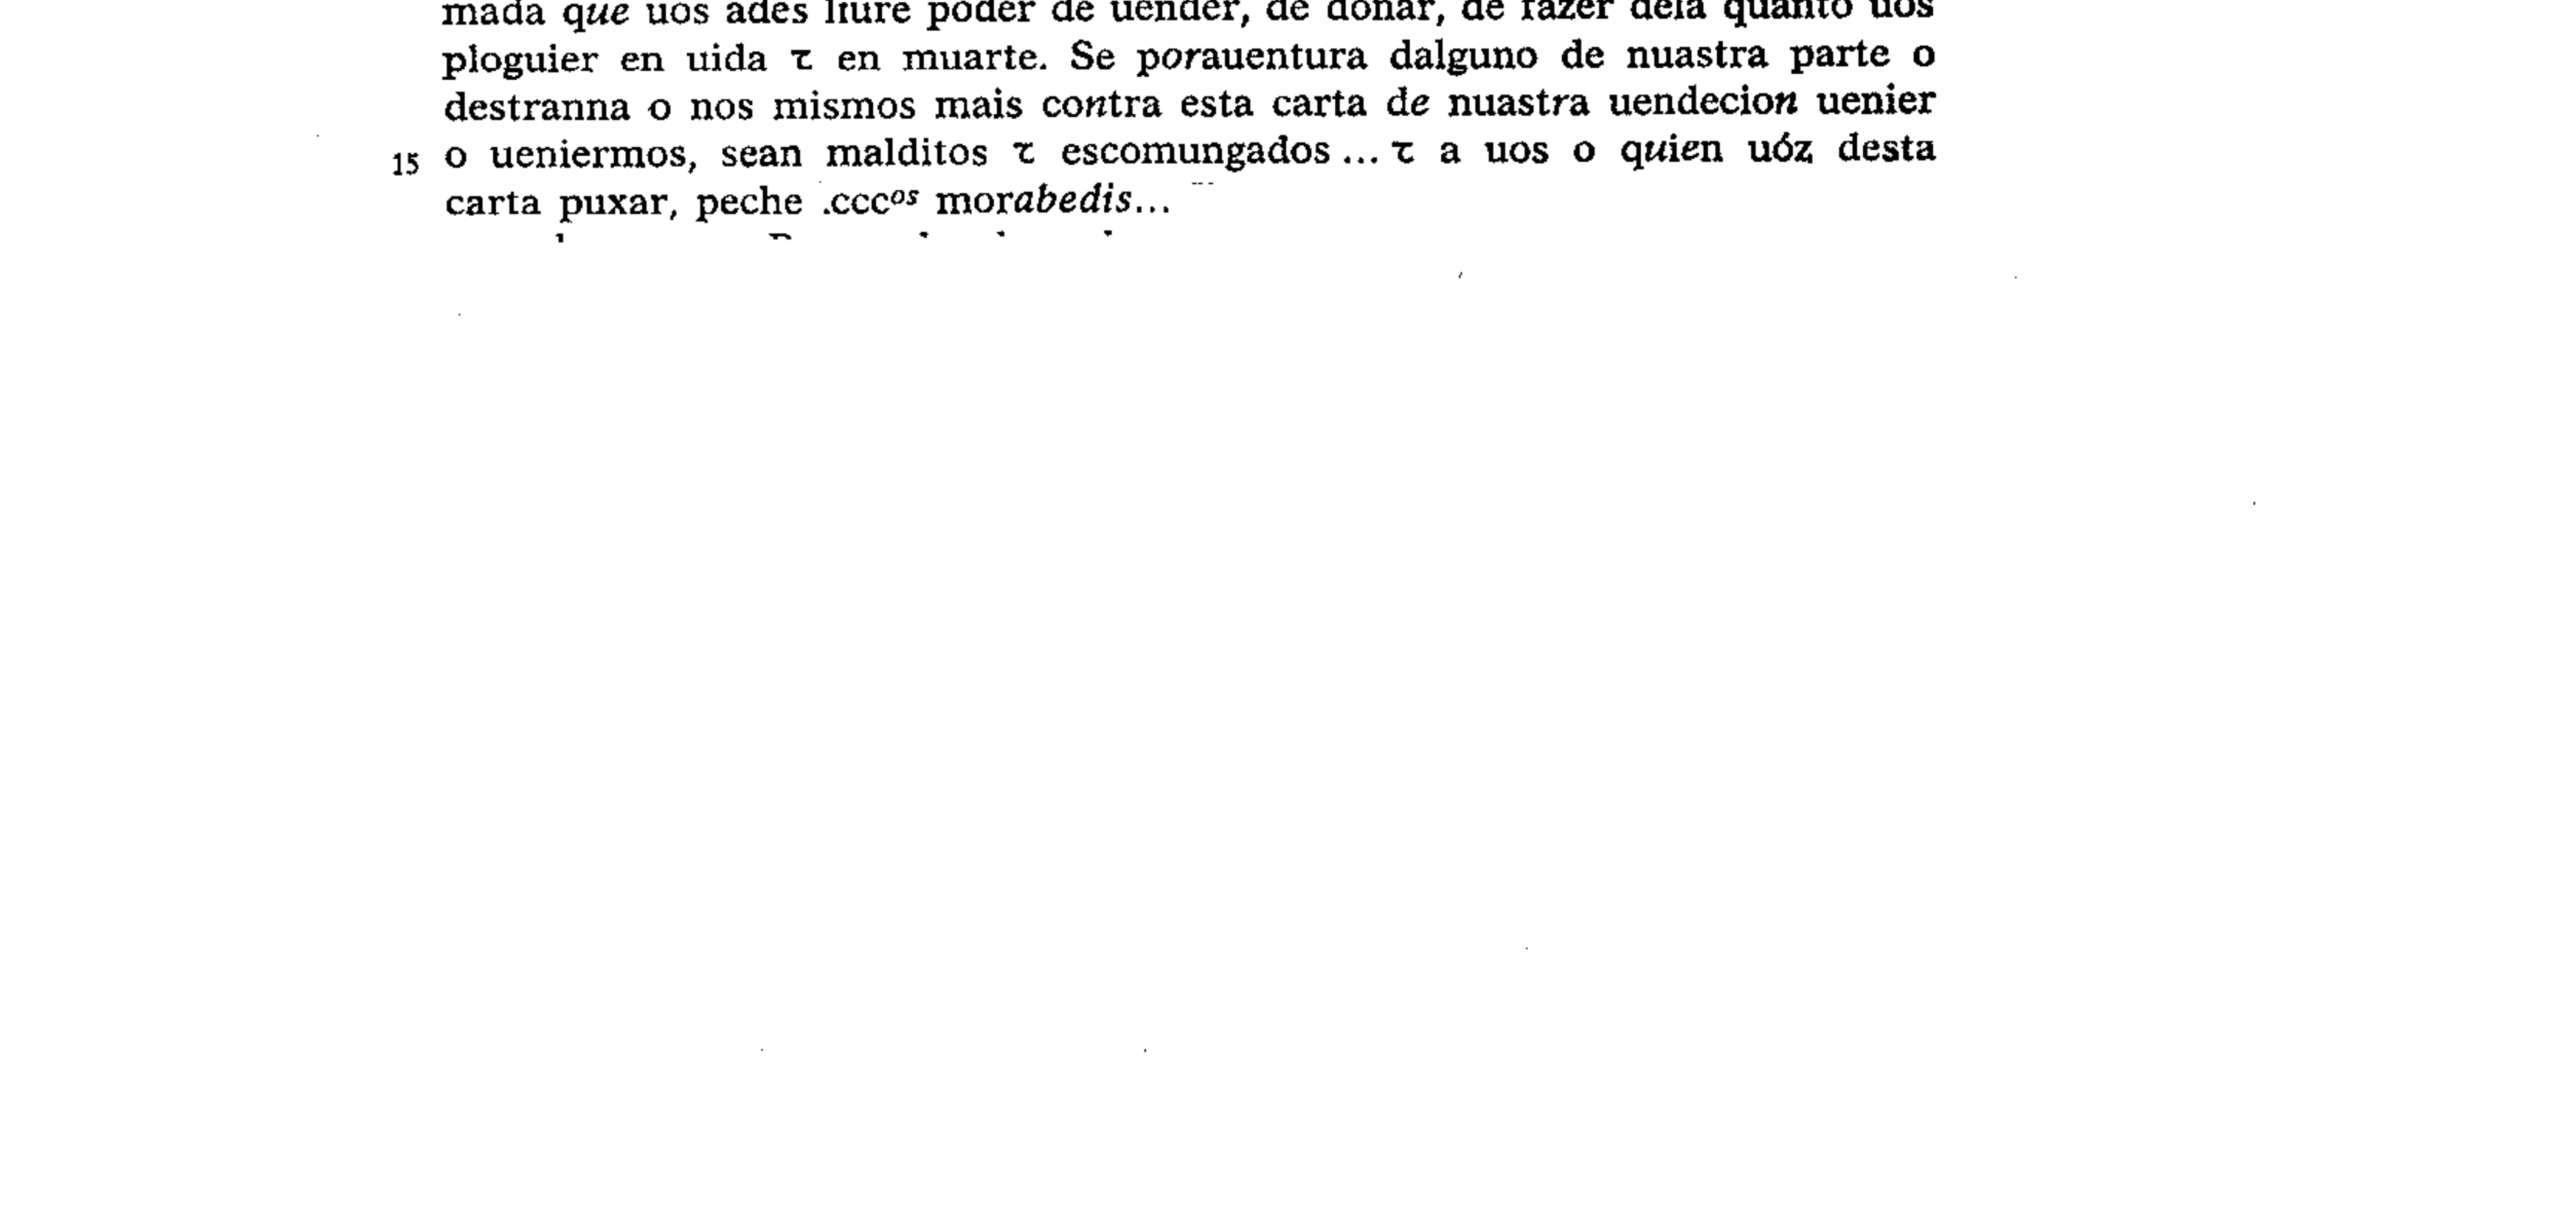 mada que uos ades liure poder de uender, de donar, de fazer dela quanto uos
ploguier en uida τ en muarte. Se porauentura dalguno de nuastra parte o
destranna o nos mismos mais contra esta carta de nuastra uendecion uenier
15 o ueniermos, sean malditos τ escomungados ... τ a uos o quien uóz desta
carta puxar, peche .cccos morabedis...